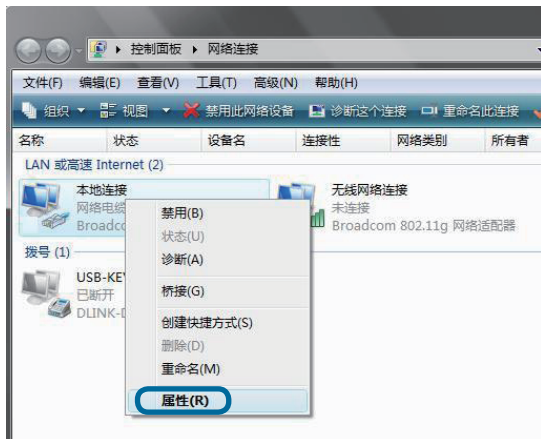 控制面板 ▸ 网络连接
文件(F) 编辑(E) 查看(V) 工具(T) 高级(N) 帮助(H)
组织 视图 禁用此网络设备 诊断这个连接 重命名此连接
名称 状态 设备名 连接性 网络类别 所有者
LAN 或高速 Internet (2)
本地连接
网络电缆
Broadco
无线网络连接
未连接
Broadcom 802.11g 网络适配器
拨号 (1)
USB-KE
已断开
DLINK-D
禁用(B)
状态(U)
诊断(A)
桥接(G)
创建快捷方式(S)
删除(D)
重命名(M)
属性(R)